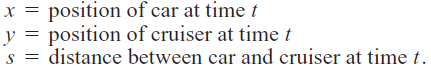 x = position of car at time t
y = position of cruiser at time t
s = distance between car and cruiser at time t.